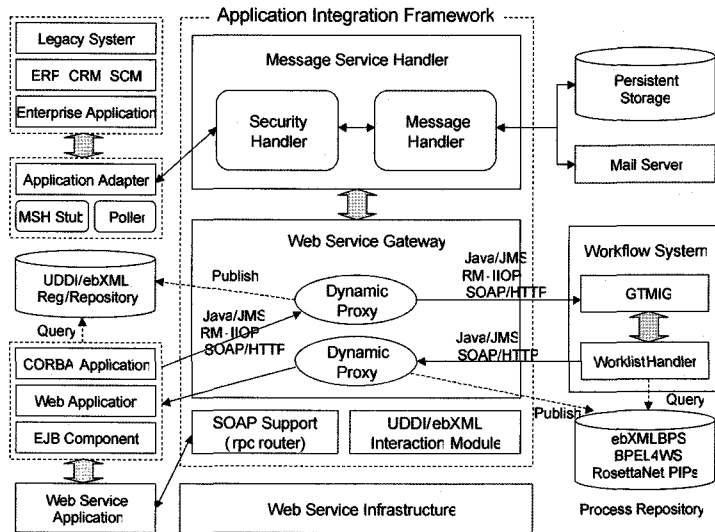 Application Integration Framework
Legacy System
ERP CRM SCM
Enterprise Application
Application Adapter
MSH Stub
Poller
Message Service Handler
Security
Handler
Message
Handler
Persistent
Storage
Mail Server
UDDI/ebXML
Reg/Repository
Publish
Query
Web Service Gateway
Dynamic
Proxy
Java/JMS
RM-IIOP
SOAP/HTTP
Java/JMS
RM-IIOP
SOAP/HTTP
Dynamic
Proxy
Java/JMS
SOAP/HTTP
Workflow System
GTMIG
WorklistHandler
Publish
Query
CORBA Application
Web Application
EJB Component
SOAP Support
(rpc router)
UDDI/ebXML
Interaction Module
ebXMLBPS
BPEL4WS
RosettaNet PIPs
Process Repository
Web Service
Application
Web Service Infrastructure